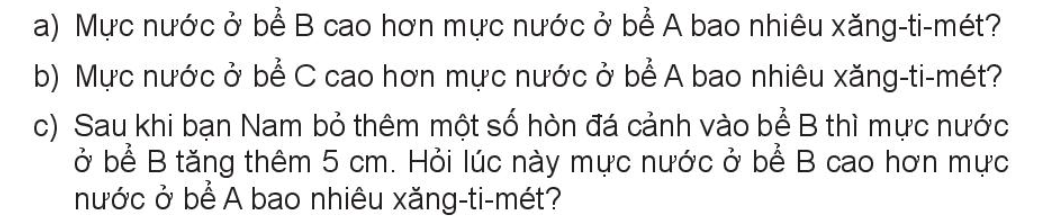 a) Mực nước ở bể B cao hơn mực nước ở bể A bao nhiêu xăng-ti-mét?
b) Mực nước ở bể C cao hơn mực nước ở bể A bao nhiêu xăng-ti-mét?
c) Sau khi bạn Nam bỏ thêm một số hòn đá cảnh vào bể B thì mực nước
ở bể B tăng thêm 5 cm. Hỏi lúc này mực nước ở bể B cao hơn mực
nước ở bể A bao nhiêu xăng-ti-mét?